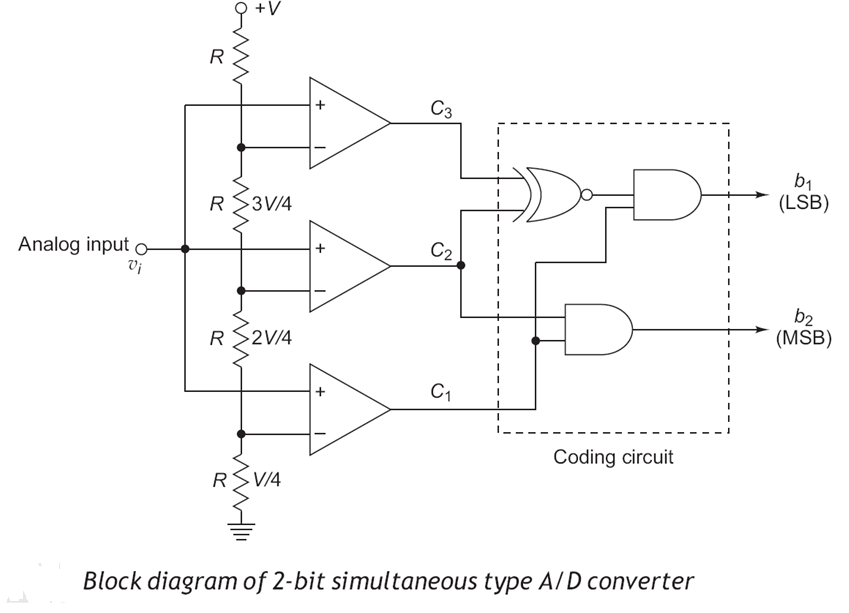 +V
R
C₃
+
−
b₁
(LSB)
R 3V/4
Analog input
vᵢ
+
−
C₂
R 2V/4
b₂
(MSB)
+
−
C₁
R V/4
Coding circuit
Block diagram of 2-bit simultaneous type A/D converter